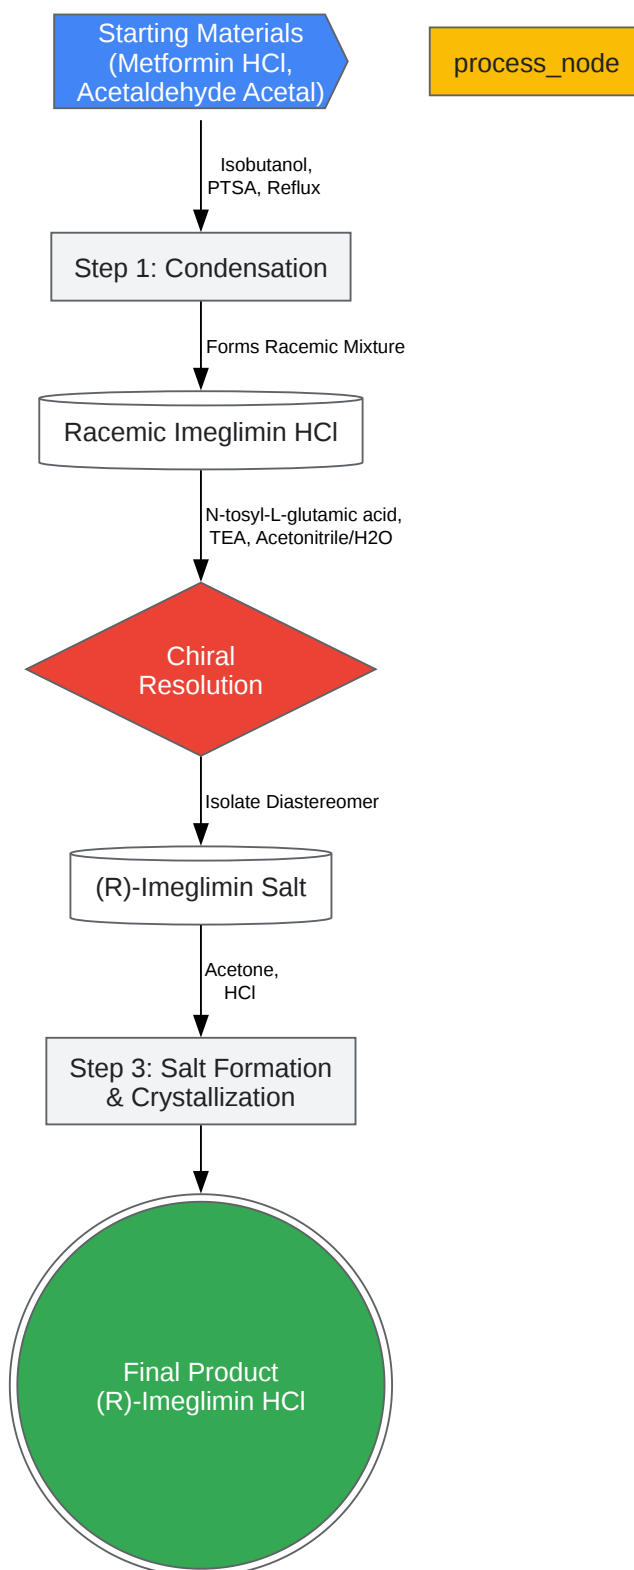 Starting Materials
(Metformin HCl,
Acetaldehyde Acetal)
process_node
Isobutanol,
PTSA, Reflux
Step 1: Condensation
Forms Racemic Mixture
Racemic Imeglimin HCl
N-tosyl-L-glutamic acid,
TEA, Acetonitrile/H2O
Chiral
Resolution
Isolate Diastereomer
(R)-Imeglimin Salt
Acetone,
HCl
Step 3: Salt Formation
& Crystallization
Final Product
(R)-Imeglimin HCl